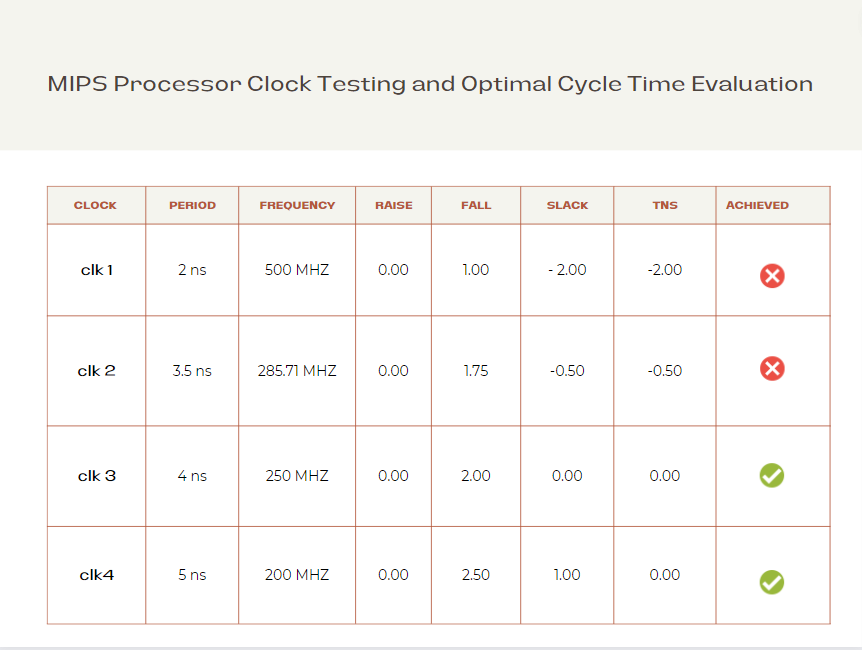 MIPS Processor Clock Testing and Optimal Cycle Time Evaluation
CLOCK PERIOD FREQUENCY RAISE FALL SLACK TNS ACHIEVED
clk 1 2 ns 500 MHZ 0.00 1.00 - 2.00 -2.00
clk 2 3.5 ns 285.71 MHZ 0.00 1.75 -0.50 -0.50
clk 3 4 ns 250 MHZ 0.00 2.00 0.00 0.00
clk4 5 ns 200 MHZ 0.00 2.50 1.00 0.00